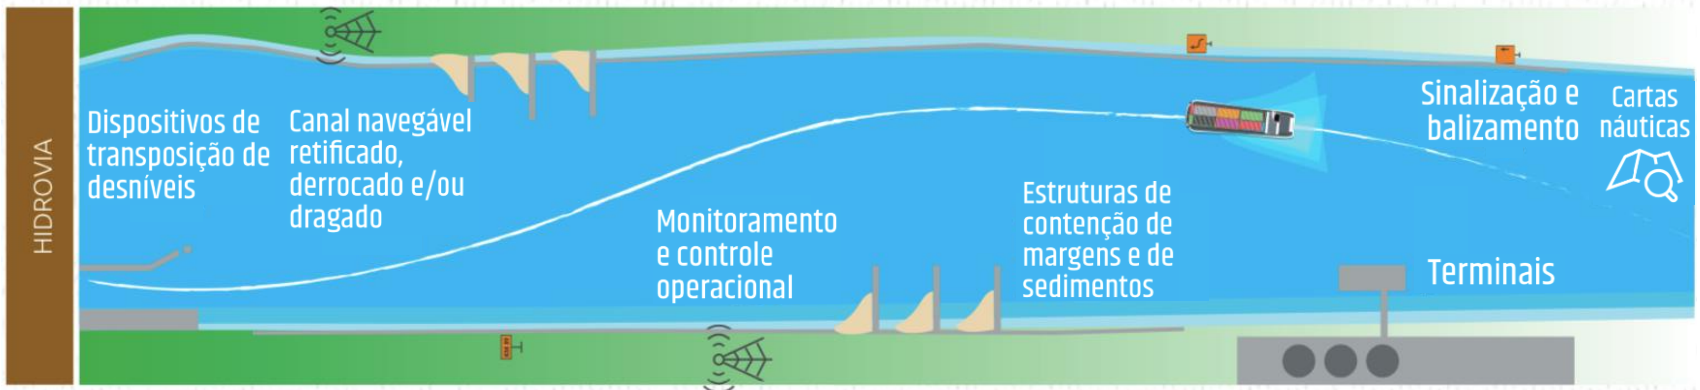 HIDROVIA
Dispositivos de
transposição de
desníveis
Canal navegável
retificado,
derrocado e/ou
dragado
Monitoramento
e controle
operacional
Estruturas de
contenção de
margens e de
sedimentos
Sinalização e
balizamento
Cartas
náuticas
Terminais